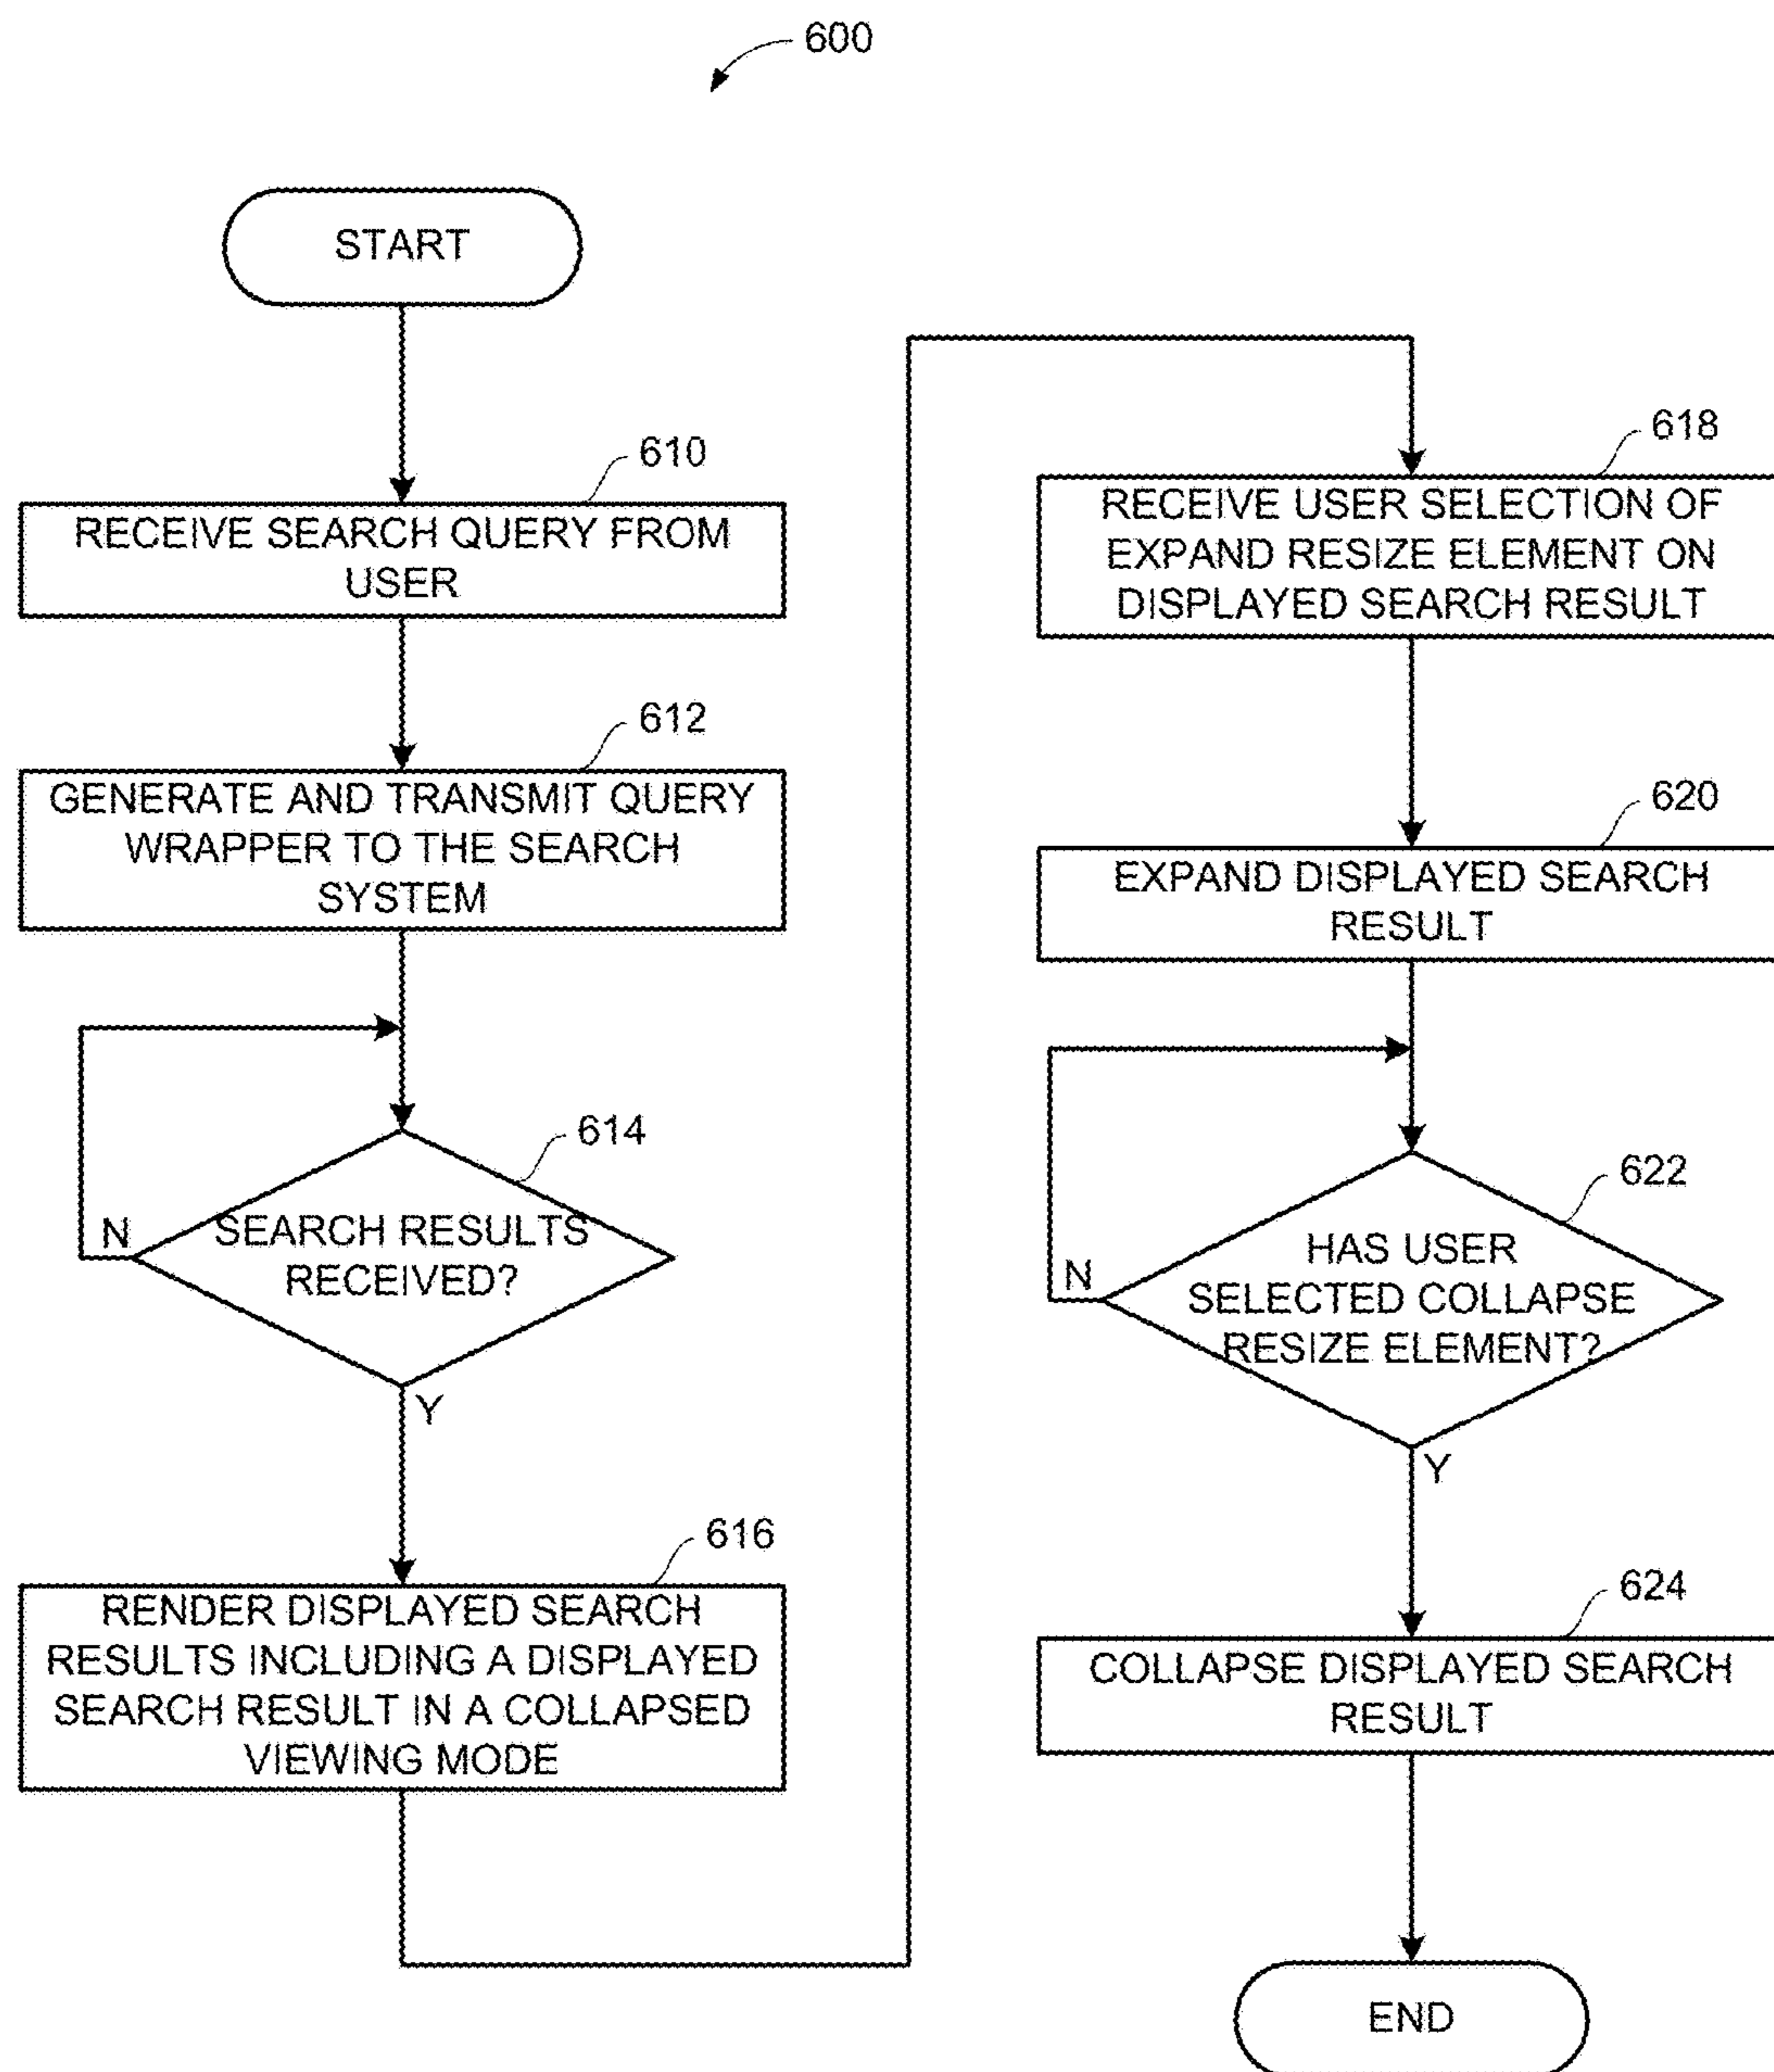 600
START
610
RECEIVE SEARCH QUERY FROM
USER
612
GENERATE AND TRANSMIT QUERY
WRAPPER TO THE SEARCH
SYSTEM
614
SEARCH RESULTS
RECEIVED?
N
Y
616
RENDER DISPLAYED SEARCH
RESULTS INCLUDING A DISPLAYED
SEARCH RESULT IN A COLLAPSED
VIEWING MODE
618
RECEIVE USER SELECTION OF
EXPAND RESIZE ELEMENT ON
DISPLAYED SEARCH RESULT
620
EXPAND DISPLAYED SEARCH
RESULT
622
HAS USER
SELECTED COLLAPSE
RESIZE ELEMENT?
N
Y
624
COLLAPSE DISPLAYED SEARCH
RESULT
END